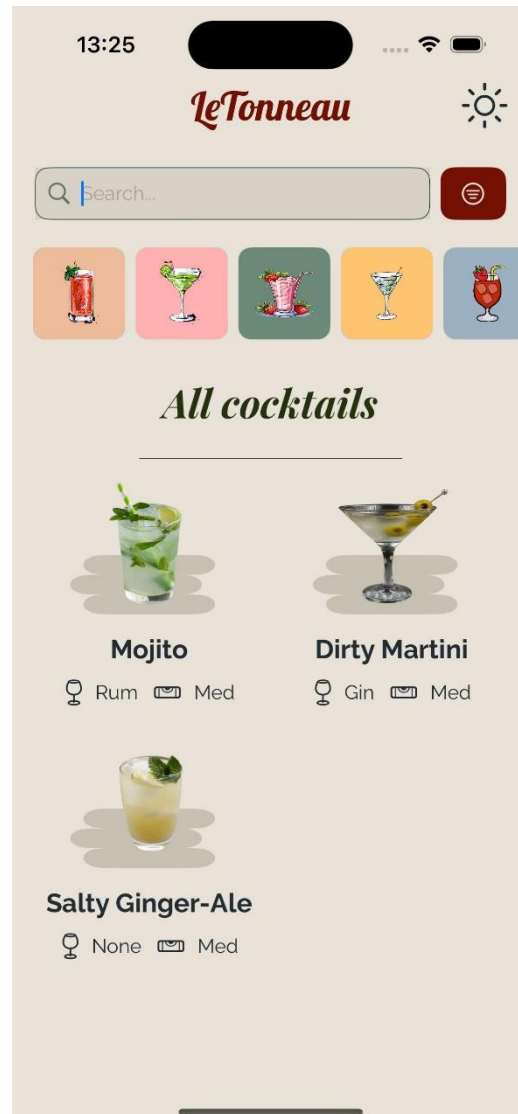 13:25
LeTonneau
Search...
All cocktails
Mojito
Dirty Martini
Rum Med
Gin Med
Salty Ginger-Ale
None Med